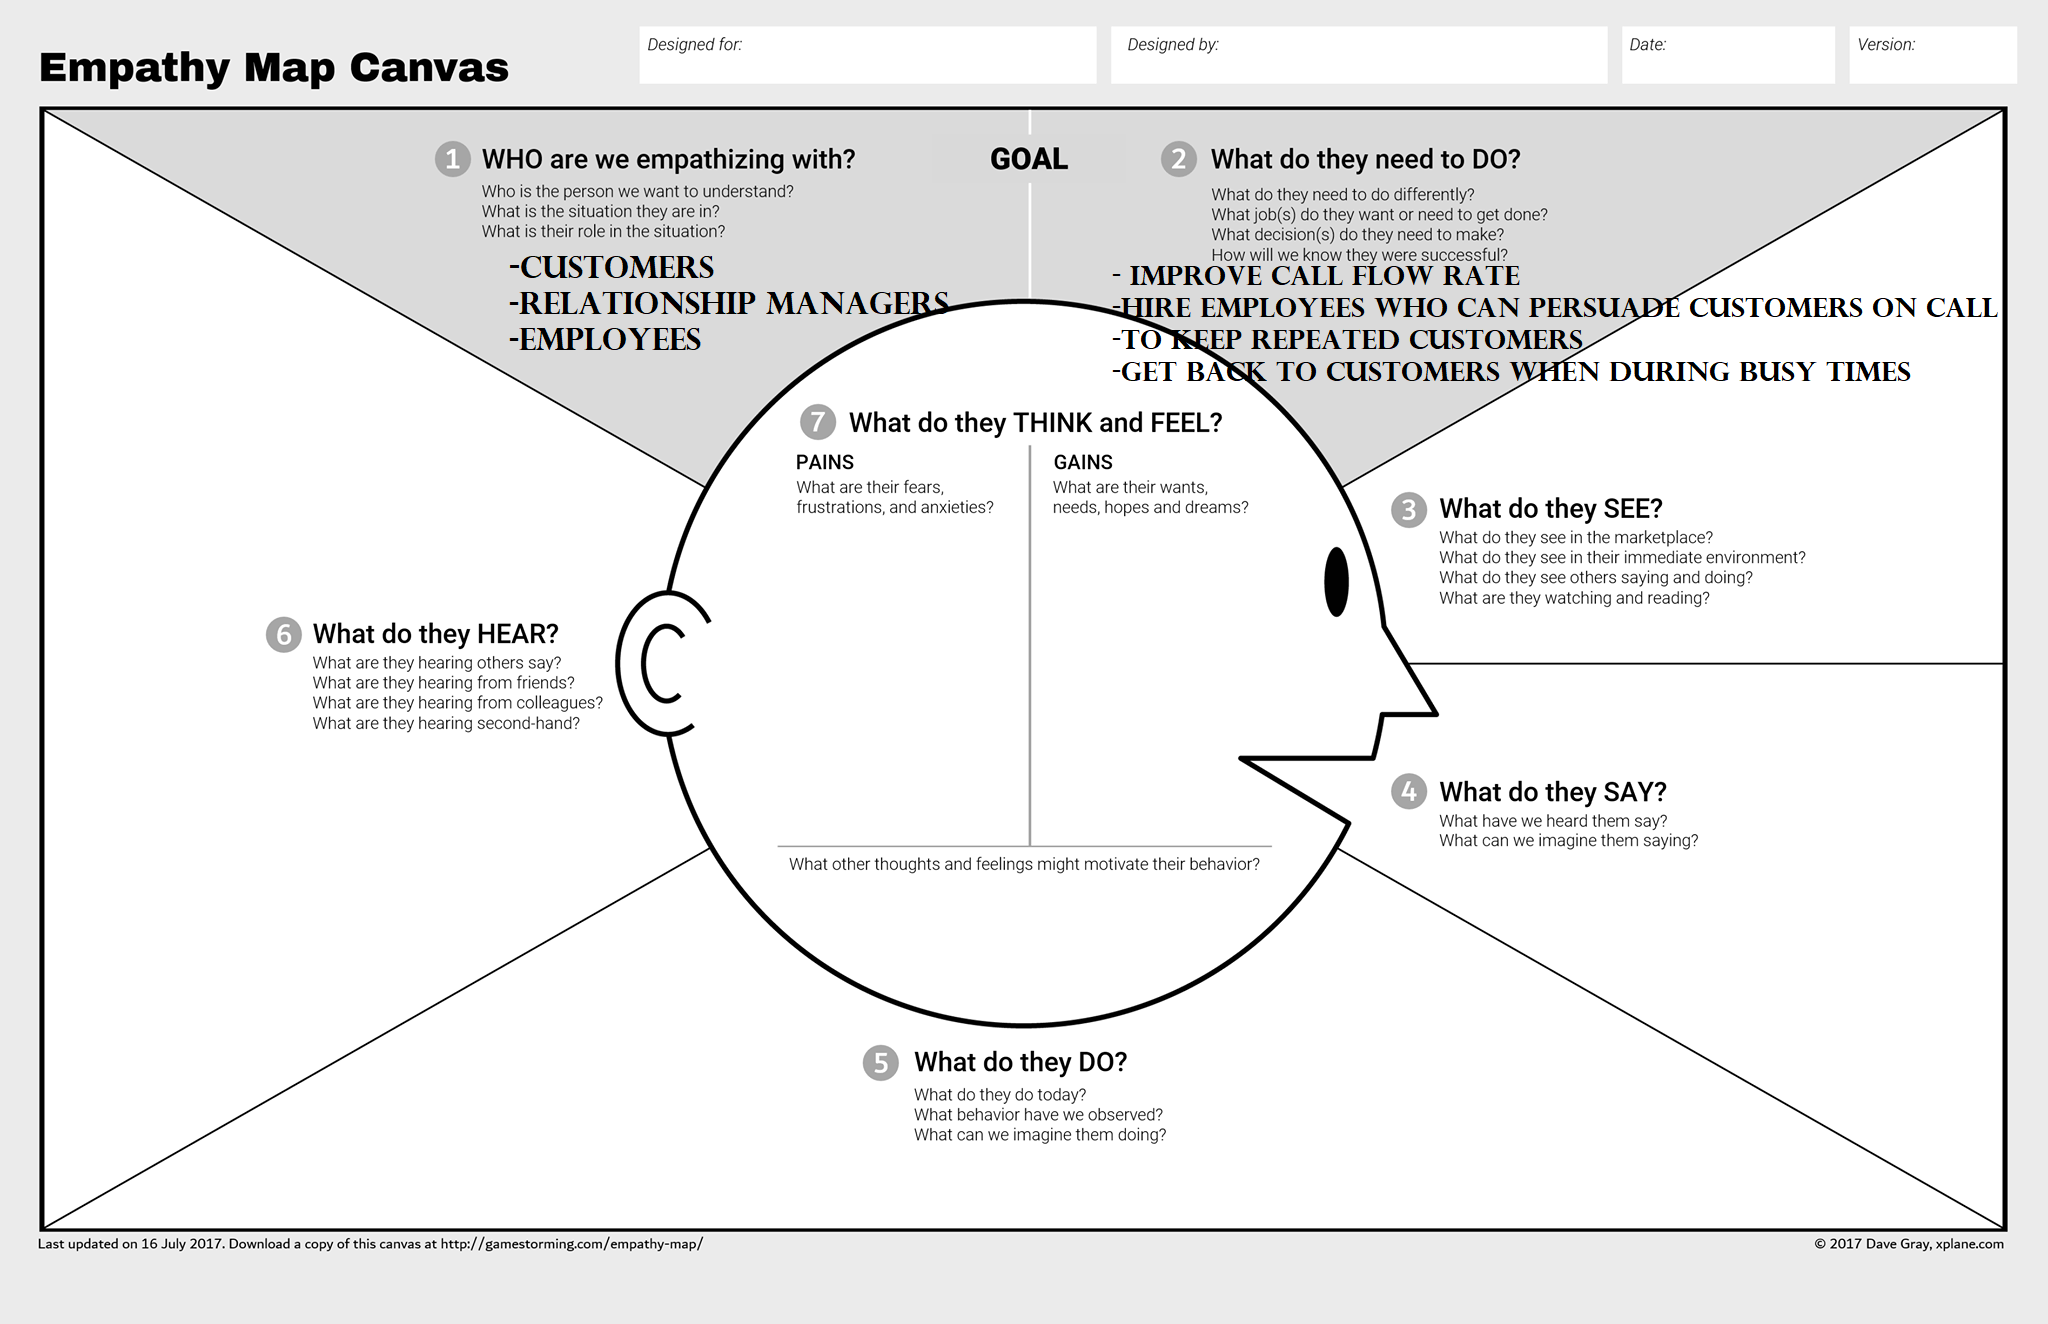 Empathy Map Canvas
Designed for:
Designed by:
Date:
Version:
1 WHO are we empathizing with?
Who is the person we want to understand?
What is the situation they are in?
What is their role in the situation?
-CUSTOMERS
-RELATIONSHIP MANAGERS
-EMPLOYEES
GOAL
2 What do they need to DO?
What do they need to do differently?
What job(s) do they want or need to get done?
What decision(s) do they need to make?
How will we know they were successful?
- IMPROVE CALL FLOW RATE
-HIRE EMPLOYEES WHO CAN PERSUADE CUSTOMERS ON CALL
-TO KEEP REPEATED CUSTOMERS
-GET BACK TO CUSTOMERS WHEN DURING BUSY TIMES
7 What do they THINK and FEEL?
PAINS
What are their fears,
frustrations, and anxieties?
GAINS
What are their wants,
needs, hopes and dreams?
What other thoughts and feelings might motivate their behavior?
3 What do they SEE?
What do they see in the marketplace?
What do they see in their immediate environment?
What do they see others saying and doing?
What are they watching and reading?
4 What do they SAY?
What have we heard them say?
What can we imagine them saying?
5 What do they DO?
What do they do today?
What behavior have we observed?
What can we imagine them doing?
6 What do they HEAR?
What are they hearing others say?
What are they hearing from friends?
What are they hearing from colleagues?
What are they hearing second-hand?
Last updated on 16 July 2017. Download a copy of this canvas at http://gamestorming.com/empathy-map/
© 2017 Dave Gray, xplane.com